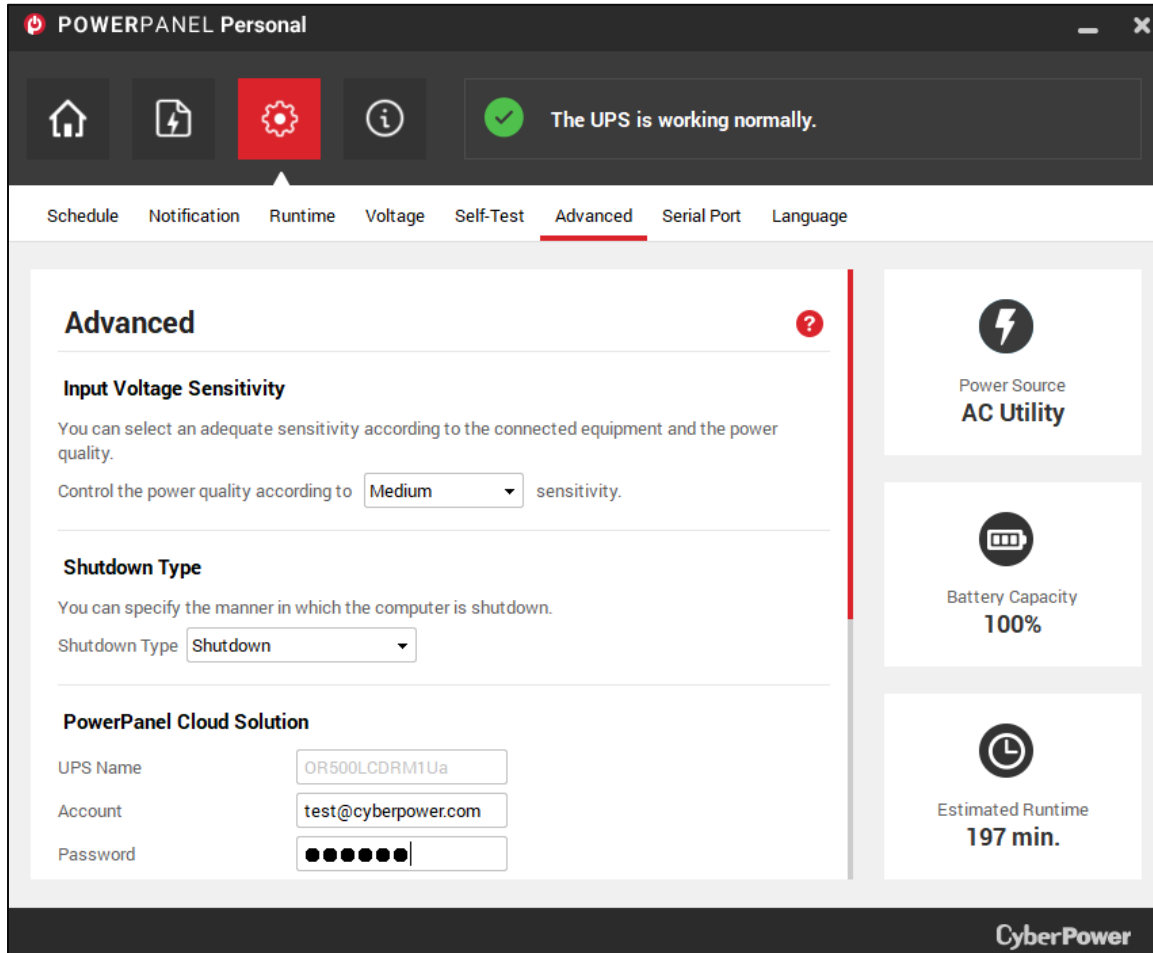 POWERPANEL Personal
The UPS is working normally.
Schedule Notification Runtime Voltage Self-Test Advanced Serial Port Language
Advanced
?
Input Voltage Sensitivity
You can select an adequate sensitivity according to the connected equipment and the power
quality.
Control the power quality according to Medium sensitivity.
Shutdown Type
You can specify the manner in which the computer is shutdown.
Shutdown Type Shutdown
PowerPanel Cloud Solution
UPS Name OR500LCDRM1Ua
Account test@cyberpower.com
Password ●●●●●●
Power Source
AC Utility
Battery Capacity
100%
Estimated Runtime
197 min.
CyberPower